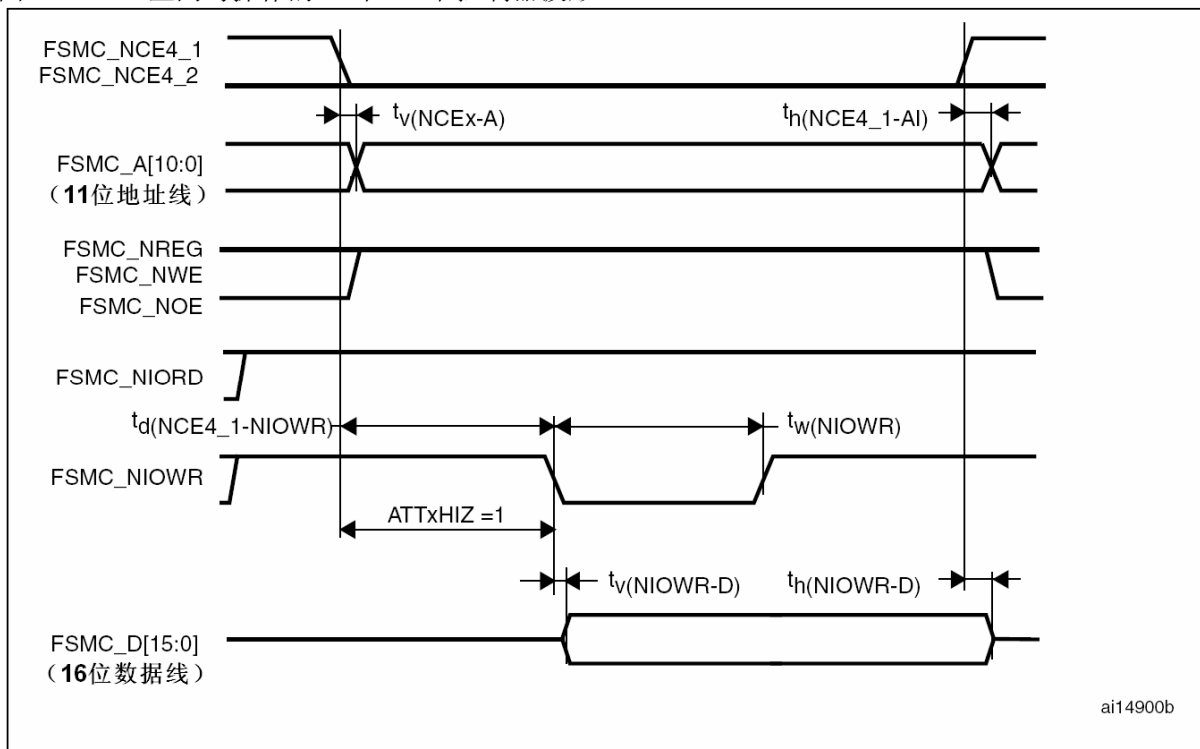 FSMC_NCE4_1
FSMC_NCE4_2
tv(NCEx-A)
th(NCE4_1-AI)
FSMC_A[10:0]
（11位地址线）
FSMC_NREG
FSMC_NWE
FSMC_NOE
FSMC_NIORD
td(NCE4_1-NIOWR)
tw(NIOWR)
FSMC_NIOWR
ATTxHIZ =1
tv(NIOWR-D)
th(NIOWR-D)
FSMC_D[15:0]
（16位数据线）
ai14900b